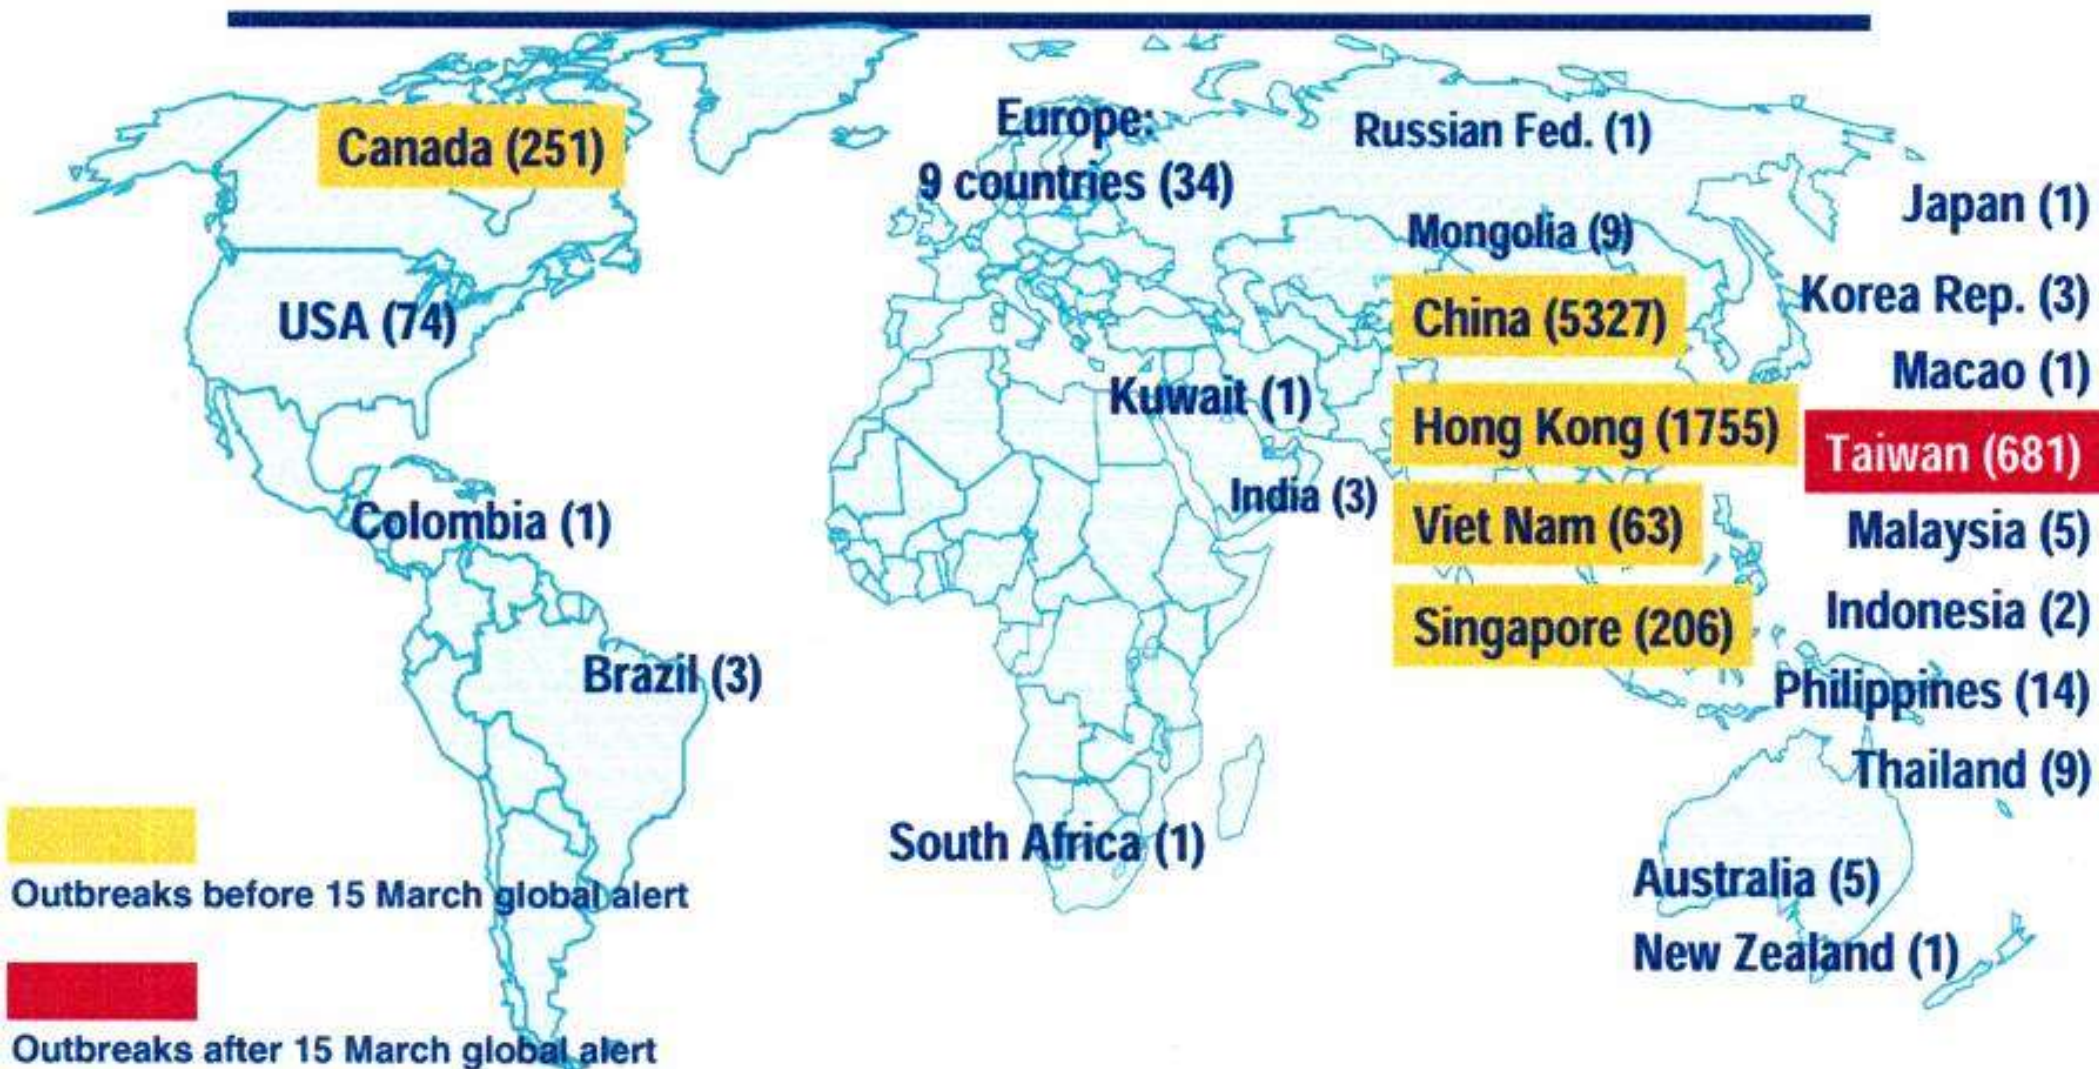 Canada (251)
Europe:
9 countries (34)
Russian Fed. (1)
Japan (1)
Mongolia (9)
USA (74)
China (5327)
Korea Rep. (3)
Kuwait (1)
Macao (1)
Hong Kong (1755)
Taiwan (681)
India (3)
Colombia (1)
Viet Nam (63)
Malaysia (5)
Singapore (206)
Indonesia (2)
Brazil (3)
Philippines (14)
Thailand (9)
South Africa (1)
Australia (5)
New Zealand (1)
Outbreaks before 15 March global alert
Outbreaks after 15 March global alert